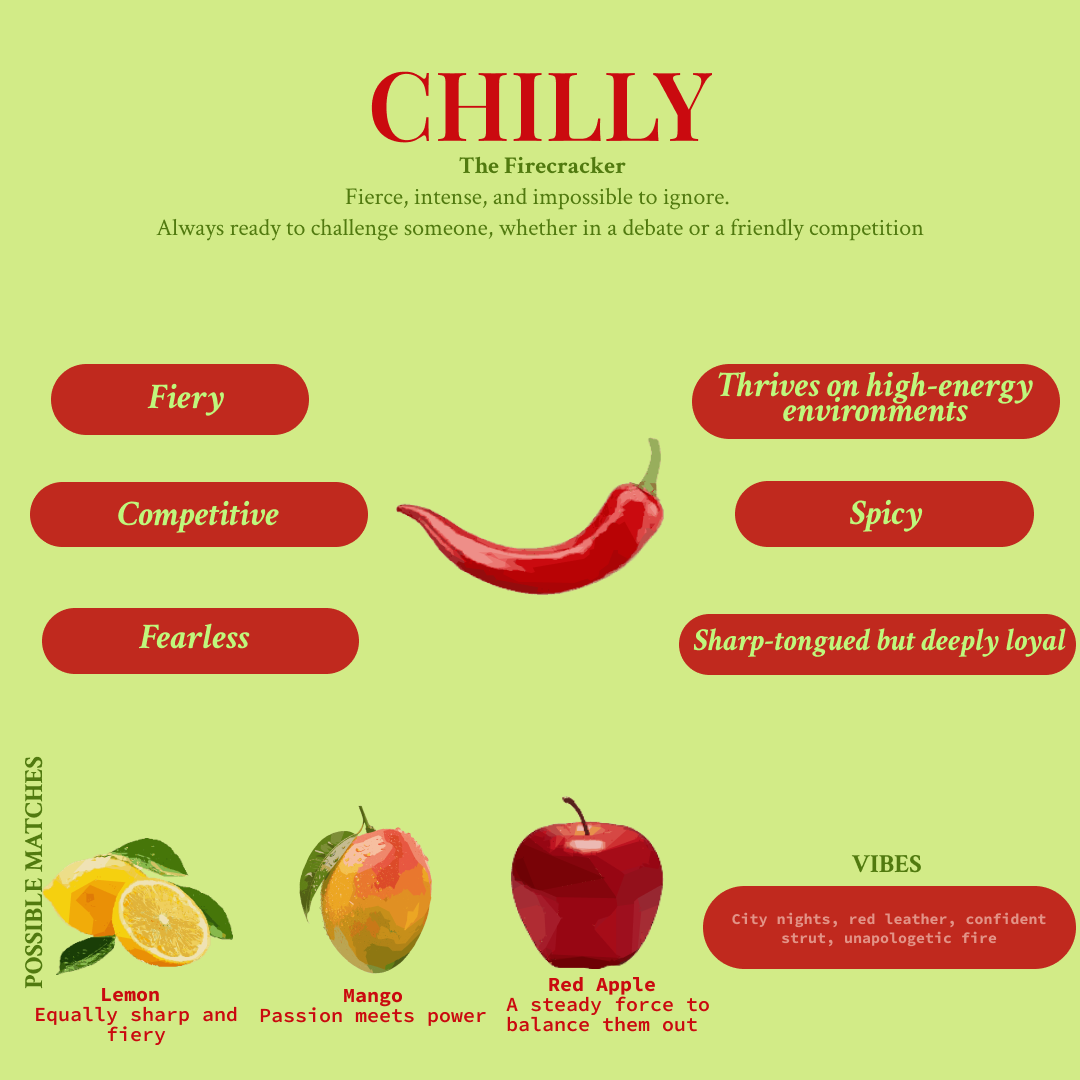 CHILLY
The Firecracker
Fierce, intense, and impossible to ignore.
Always ready to challenge someone, whether in a debate or a friendly competition
Fiery
Thrives on high-energy
environments
Competitive
Spicy
Fearless
Sharp-tongued but deeply loyal
POSSIBLE MATCHES
Lemon
Equally sharp and
fiery
Mango
Passion meets power
Red Apple
A steady force to
balance them out
VIBES
City nights, red leather, confident
strut, unapologetic fire